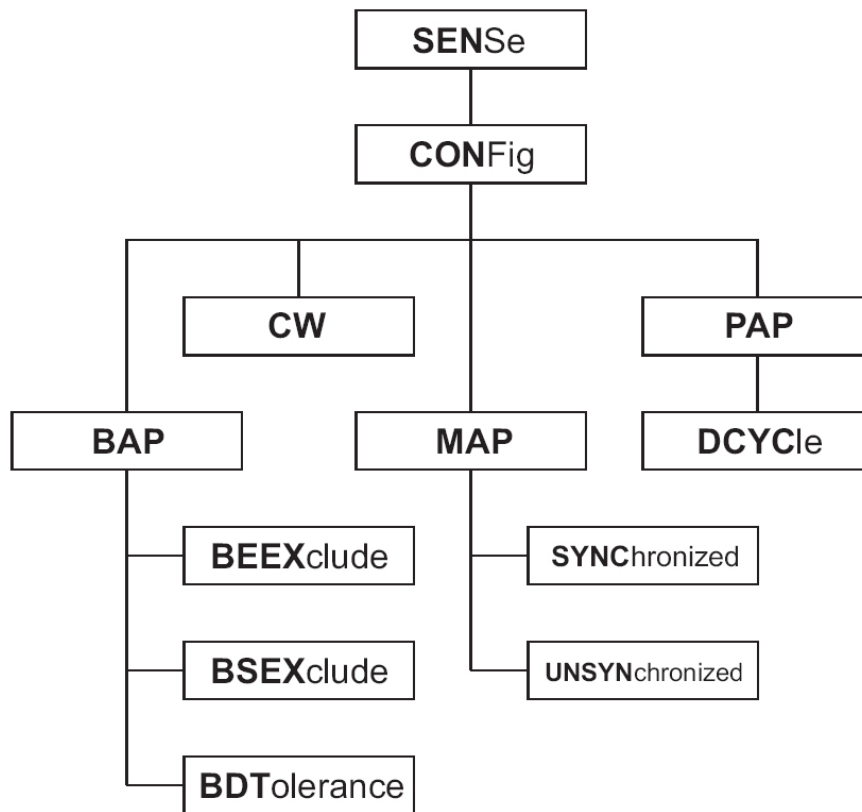 SENSe
CONFig
CW
PAP
BAP
MAP
DCYCle
BEEXclude
SYNChronized
BSEXclude
UNSYNchronized
BDTolerance